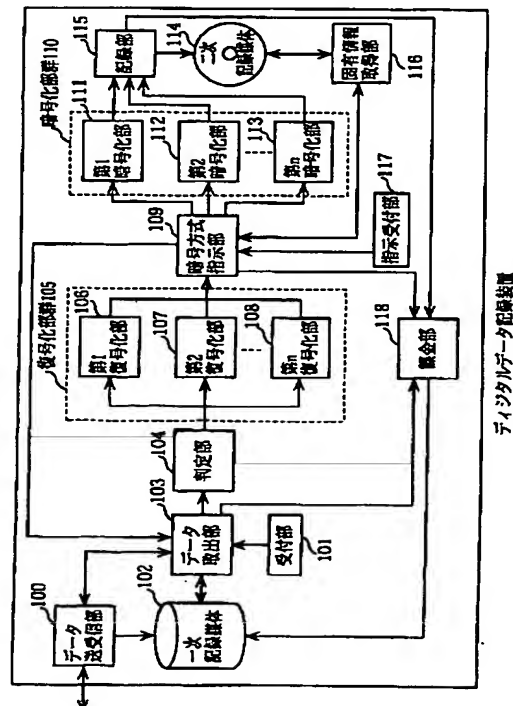 100
データ
送受信部
102
一次
記録媒体
103
データ
取出部
受付部
101
104
判定部
復号化部群105
106
第1
復号化部
107
第2
復号化部
108
第n
復号化部
109
暗号方式
指示部
暗号化部群110
111
第1
暗号化部
112
第2
暗号化部
113
第n
暗号化部
115
記録部
114
一次
記録媒体
固有情報
取得部
116
117
指示受付部
118
課金部
ディジタルデータ記録装置